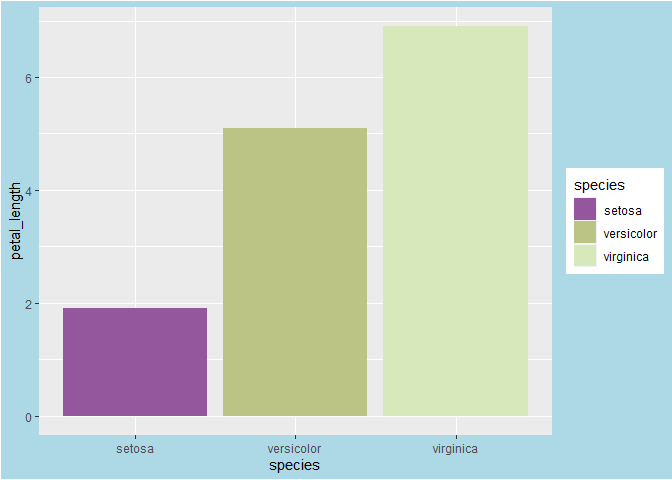 petal_length
6
4
2
0
setosa
versicolor
virginica
species
species
setosa
versicolor
virginica